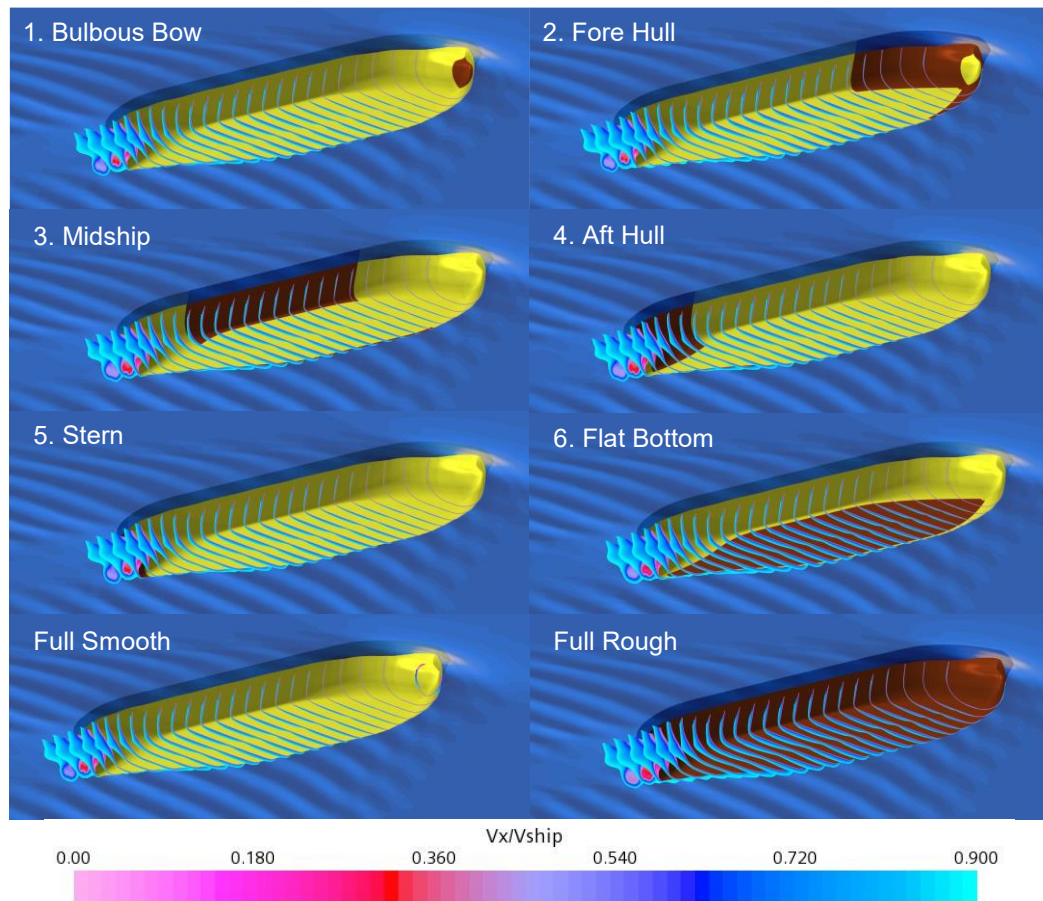 1. Bulbous Bow
2. Fore Hull
3. Midship
4. Aft Hull
5. Stern
6. Flat Bottom
Full Smooth
Full Rough
Vx/Vship
0.00 0.180 0.360 0.540 0.720 0.900